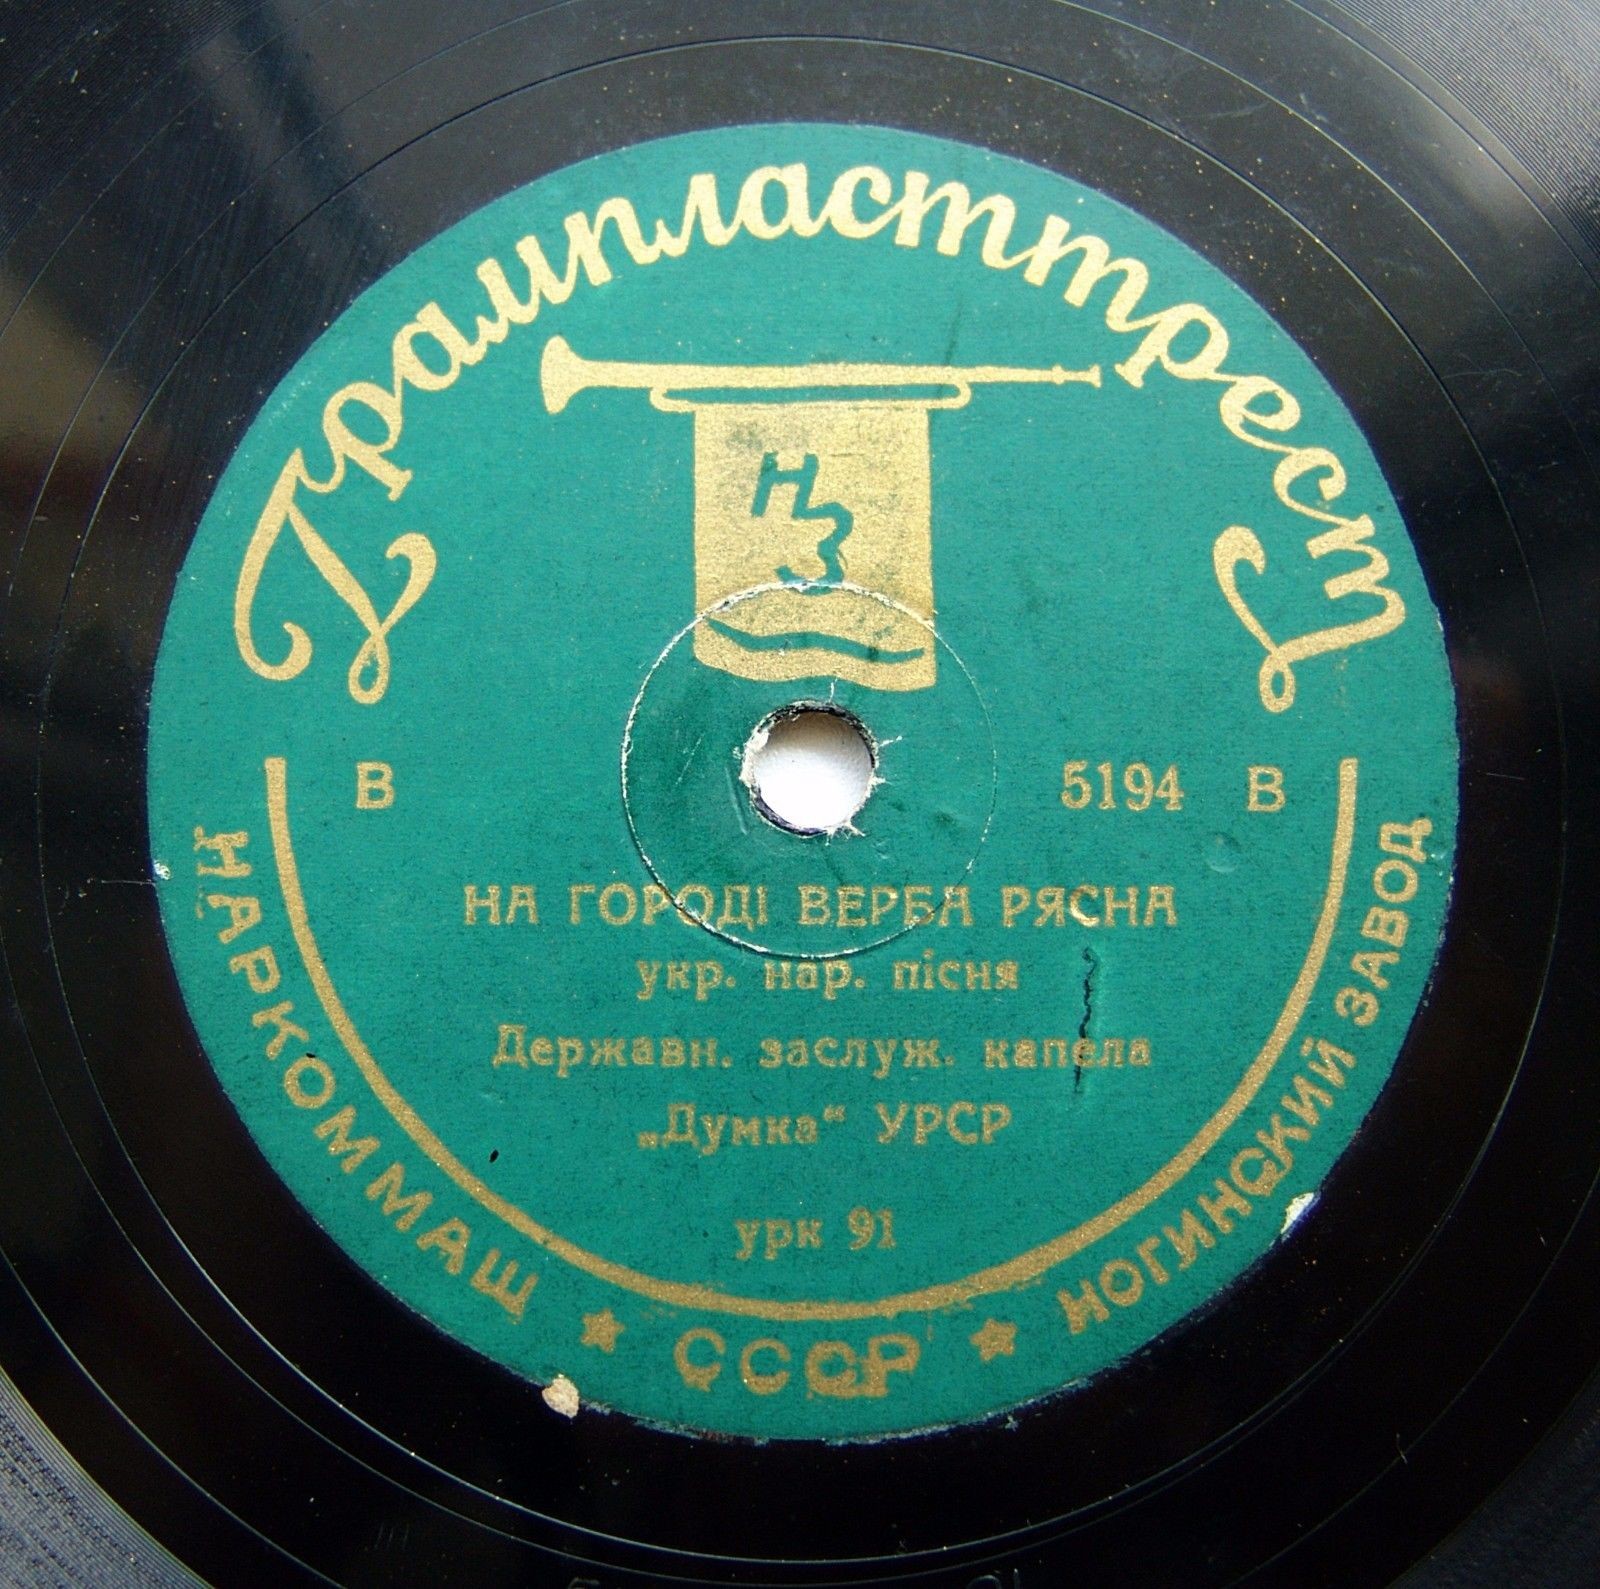 Грампласттрест
НЗ
В 5194 В
НА ГОРОДІ ВЕРБА РЯСНА
укр. нар. пісня
Державн. заслуж. капела
„Думка“ УРСР
урк 91
НАРКОММАШ ★ СССР ★ НОГИНСКИЙ ЗАВОД